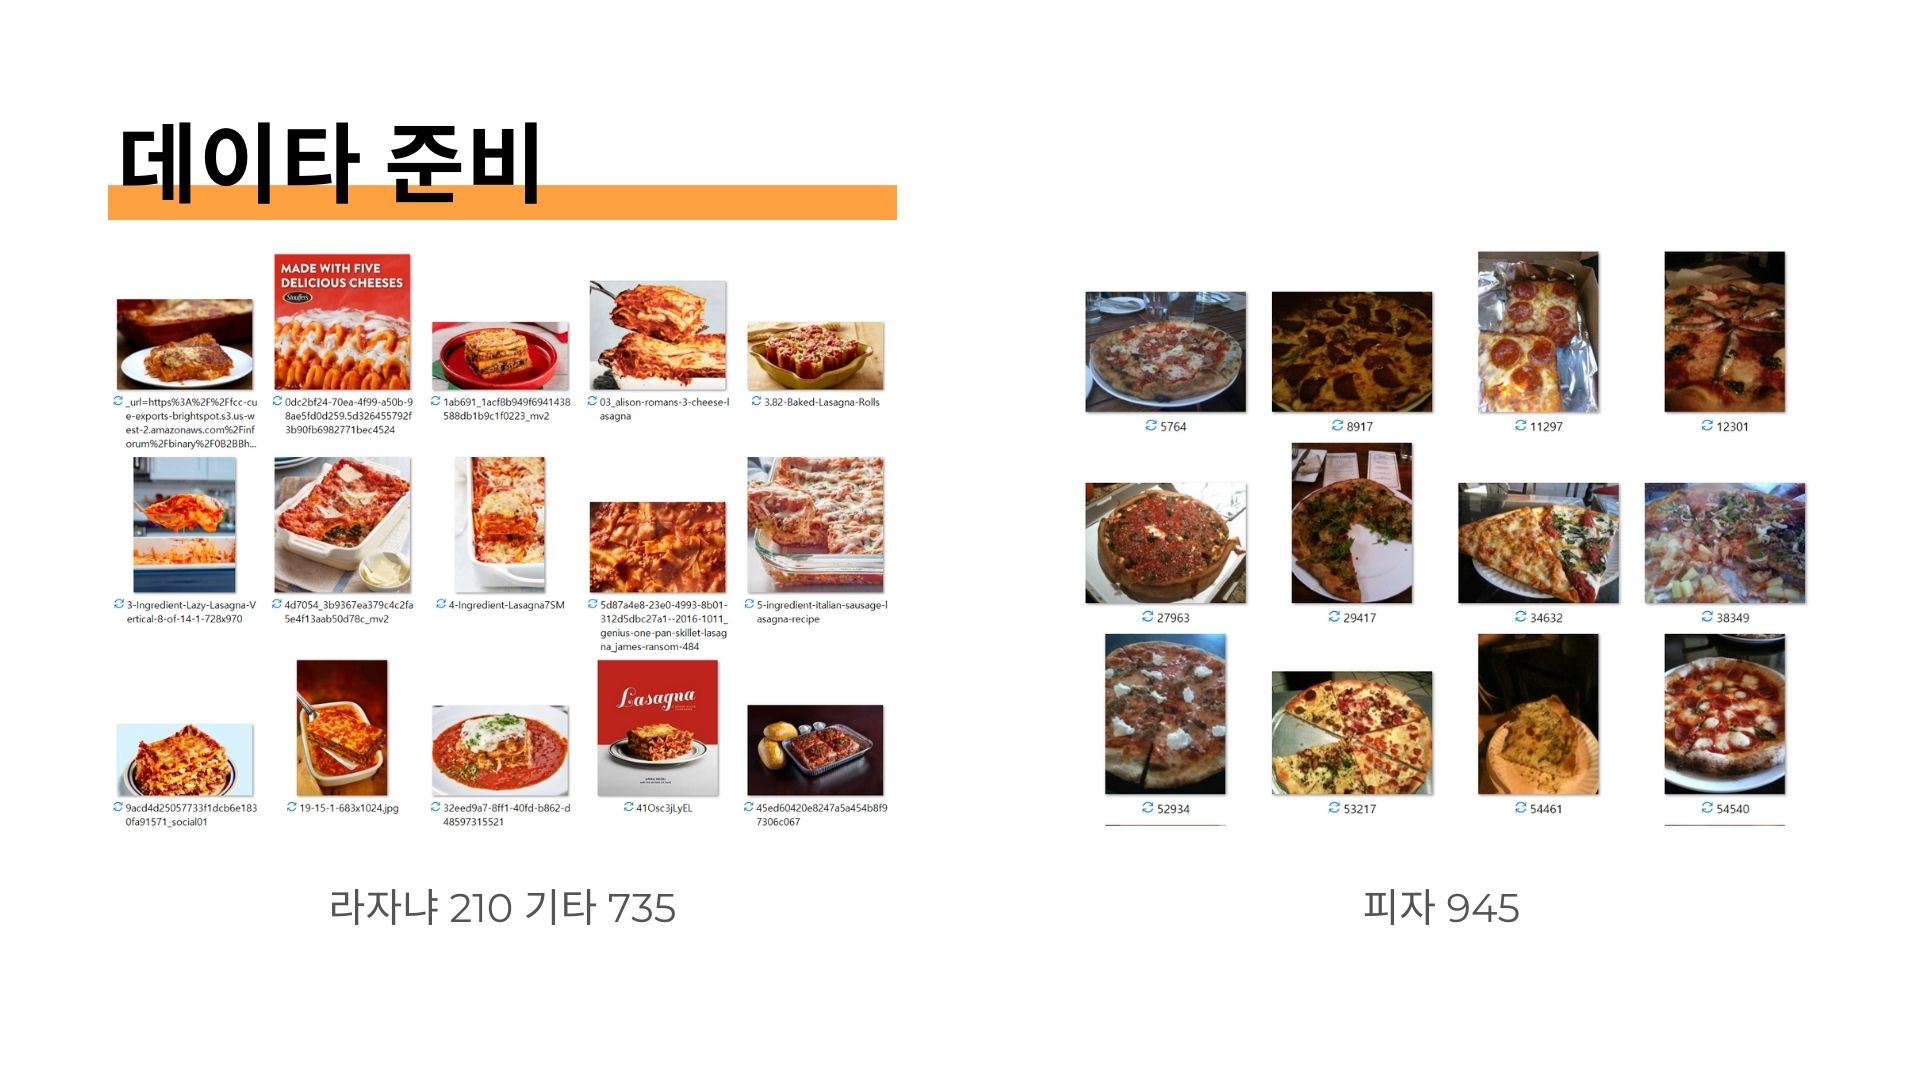 데이타 준비
MADE WITH FIVE
DELICIOUS CHEESES
Stouffer's
_url=https%3A%2F%2Ffcc-cu
e-exports-brightspot.s3.us-w
est-2.amazonaws.com%2Finf
orum%2Fbinary%2F0B2BBh...
0dc2bf24-70ea-4f99-a50b-9
8ae5fd0d259.5d326455792f
3b90fb6982771bec4524
1ab691_1acf8b949f6941438
588db1b9c1f0223_mv2
03_alison-romans-3-cheese-l
asagna
3.82-Baked-Lasagna-Rolls
3-Ingredient-Lazy-Lasagna-V
ertical-8-of-14-1-728x970
4d7054_3b9367ea379c4c2fa
5e4f13aab50d78c_mv2
4-Ingredient-Lasagna7SM
5d87a4e8-23e0-4993-8b01-
312d5dbc27a1--2016-1011_
genius-one-pan-skillet-lasag
na_james-ransom-484
5-ingredient-italian-sausage-l
asagna-recipe
Lasagna
9acd4d25057733f1dcb6e183
0fa91571_social01
19-15-1-683x1024.jpg
32eed9a7-8ff1-40fd-b862-d
48597315521
41Osc3jLyEL
45ed60420e8247a5a454b8f9
7306c067
라자냐 210 기타 735
5764
8917
11297
12301
27963
29417
34632
38349
52934
53217
54461
54540
피자 945